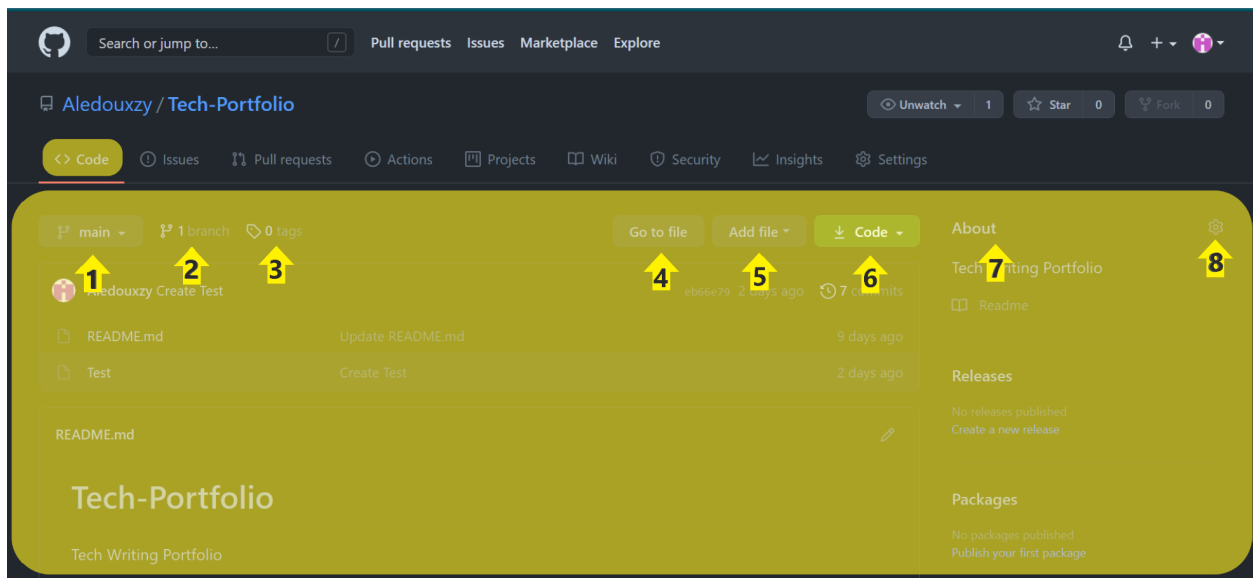 Search or jump to... /
Pull requests Issues Marketplace Explore
Aledouxzy / Tech-Portfolio
Unwatch 1 Star 0 Fork 0
<> Code Issues Pull requests Actions Projects Wiki Security Insights Settings
main 1 branch 0 tags
Go to file Add file Code
About
1 2 3 4 5 6 7 8
Tech Writing Portfolio
Aledouxzy Create Test eb66e79 2 days ago 7 commits
Readme
README.md Update README.md 9 days ago
Test Create Test 2 days ago
Releases
No releases published
Create a new release
README.md
Tech-Portfolio
Tech Writing Portfolio
Packages
No packages published
Publish your first package